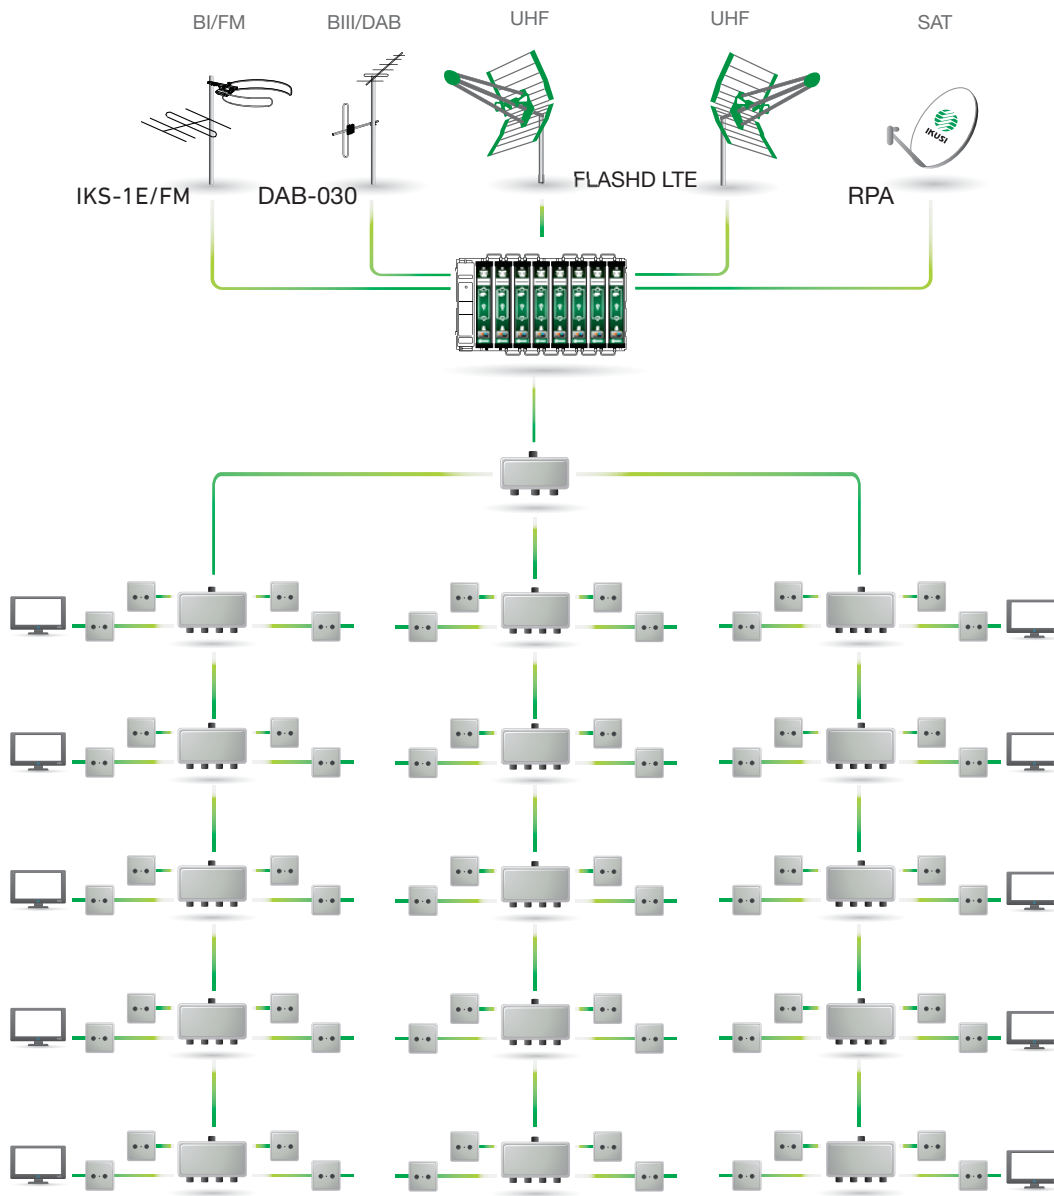 BI/FM
BIII/DAB
UHF
UHF
SAT
IKUSI
IKS-1E/FM
DAB-030
FLASHD LTE
RPA